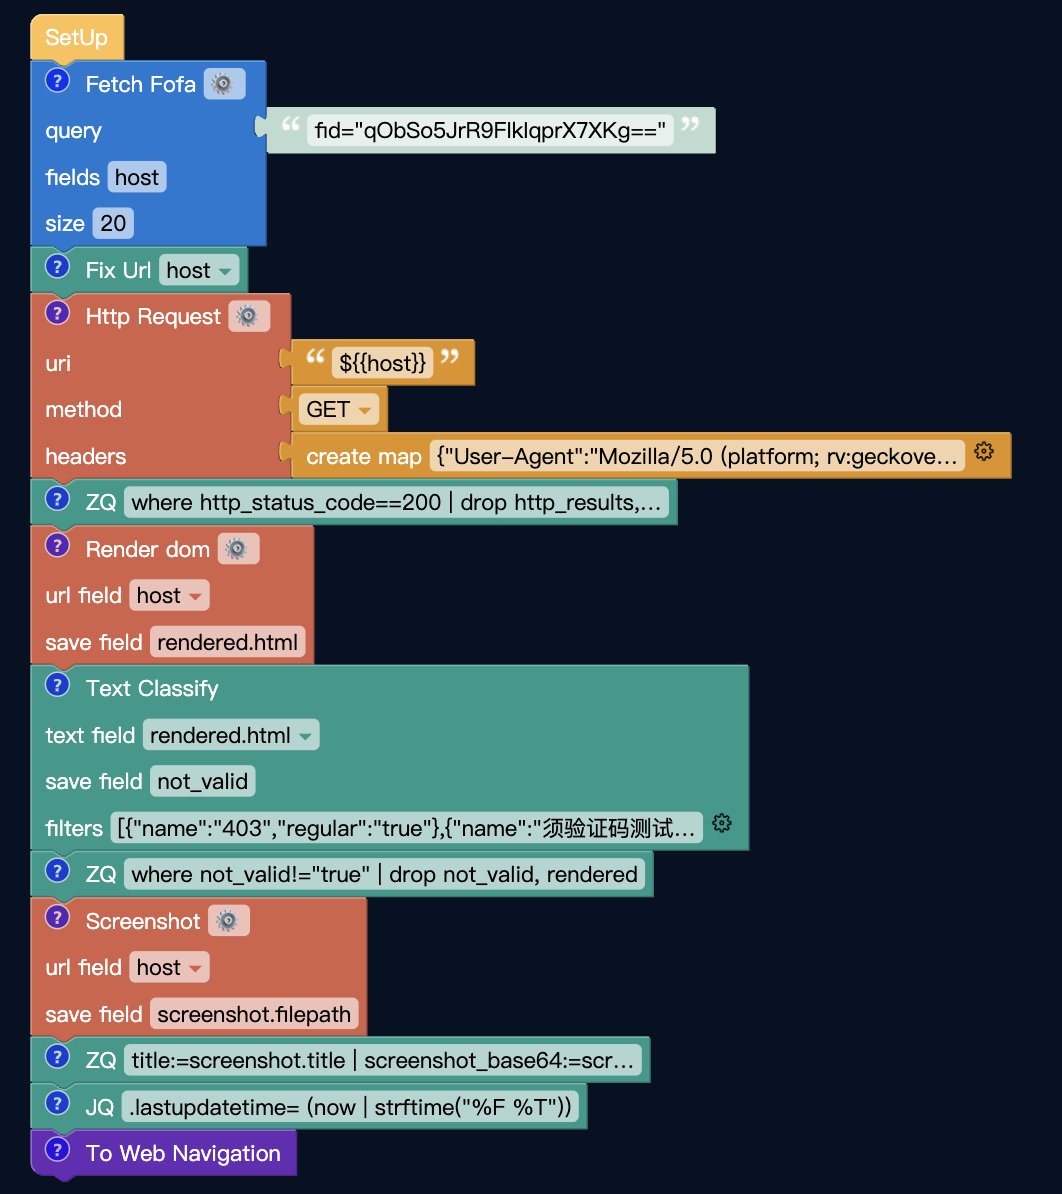 SetUp
? Fetch Fofa
query “ fid="qObSo5JrR9FlklqprX7XKg==" ”
fields host
size 20
? Fix Url host
? Http Request
uri “ ${{host}} ”
method GET
headers create map {"User-Agent":"Mozilla/5.0 (platform; rv:geckove...
? ZQ where http_status_code==200 | drop http_results,...
? Render dom
url field host
save field rendered.html
? Text Classify
text field rendered.html
save field not_valid
filters [{"name":"403","regular":"true"},{"name":"须验证码测试...
? ZQ where not_valid!="true" | drop not_valid, rendered
? Screenshot
url field host
save field screenshot.filepath
? ZQ title:=screenshot.title | screenshot_base64:=scr...
? JQ .lastupdatetime= (now | strftime("%F %T"))
? To Web Navigation